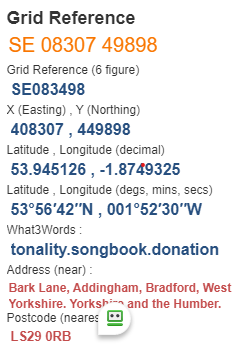 Grid Reference
SE 08307 49898
Grid Reference (6 figure)
SE083498
X (Easting) , Y (Northing)
408307 , 449898
Latitude , Longitude (decimal)
53.945126 , -1.8749325
Latitude , Longitude (degs, mins, secs)
53°56′42″N , 001°52′30″W
What3Words :
tonality.songbook.donation
Address (near) :
Bark Lane, Addingham, Bradford, West
Yorkshire. Yorkshire and the Humber.
Postcode (nearest
LS29 0RB